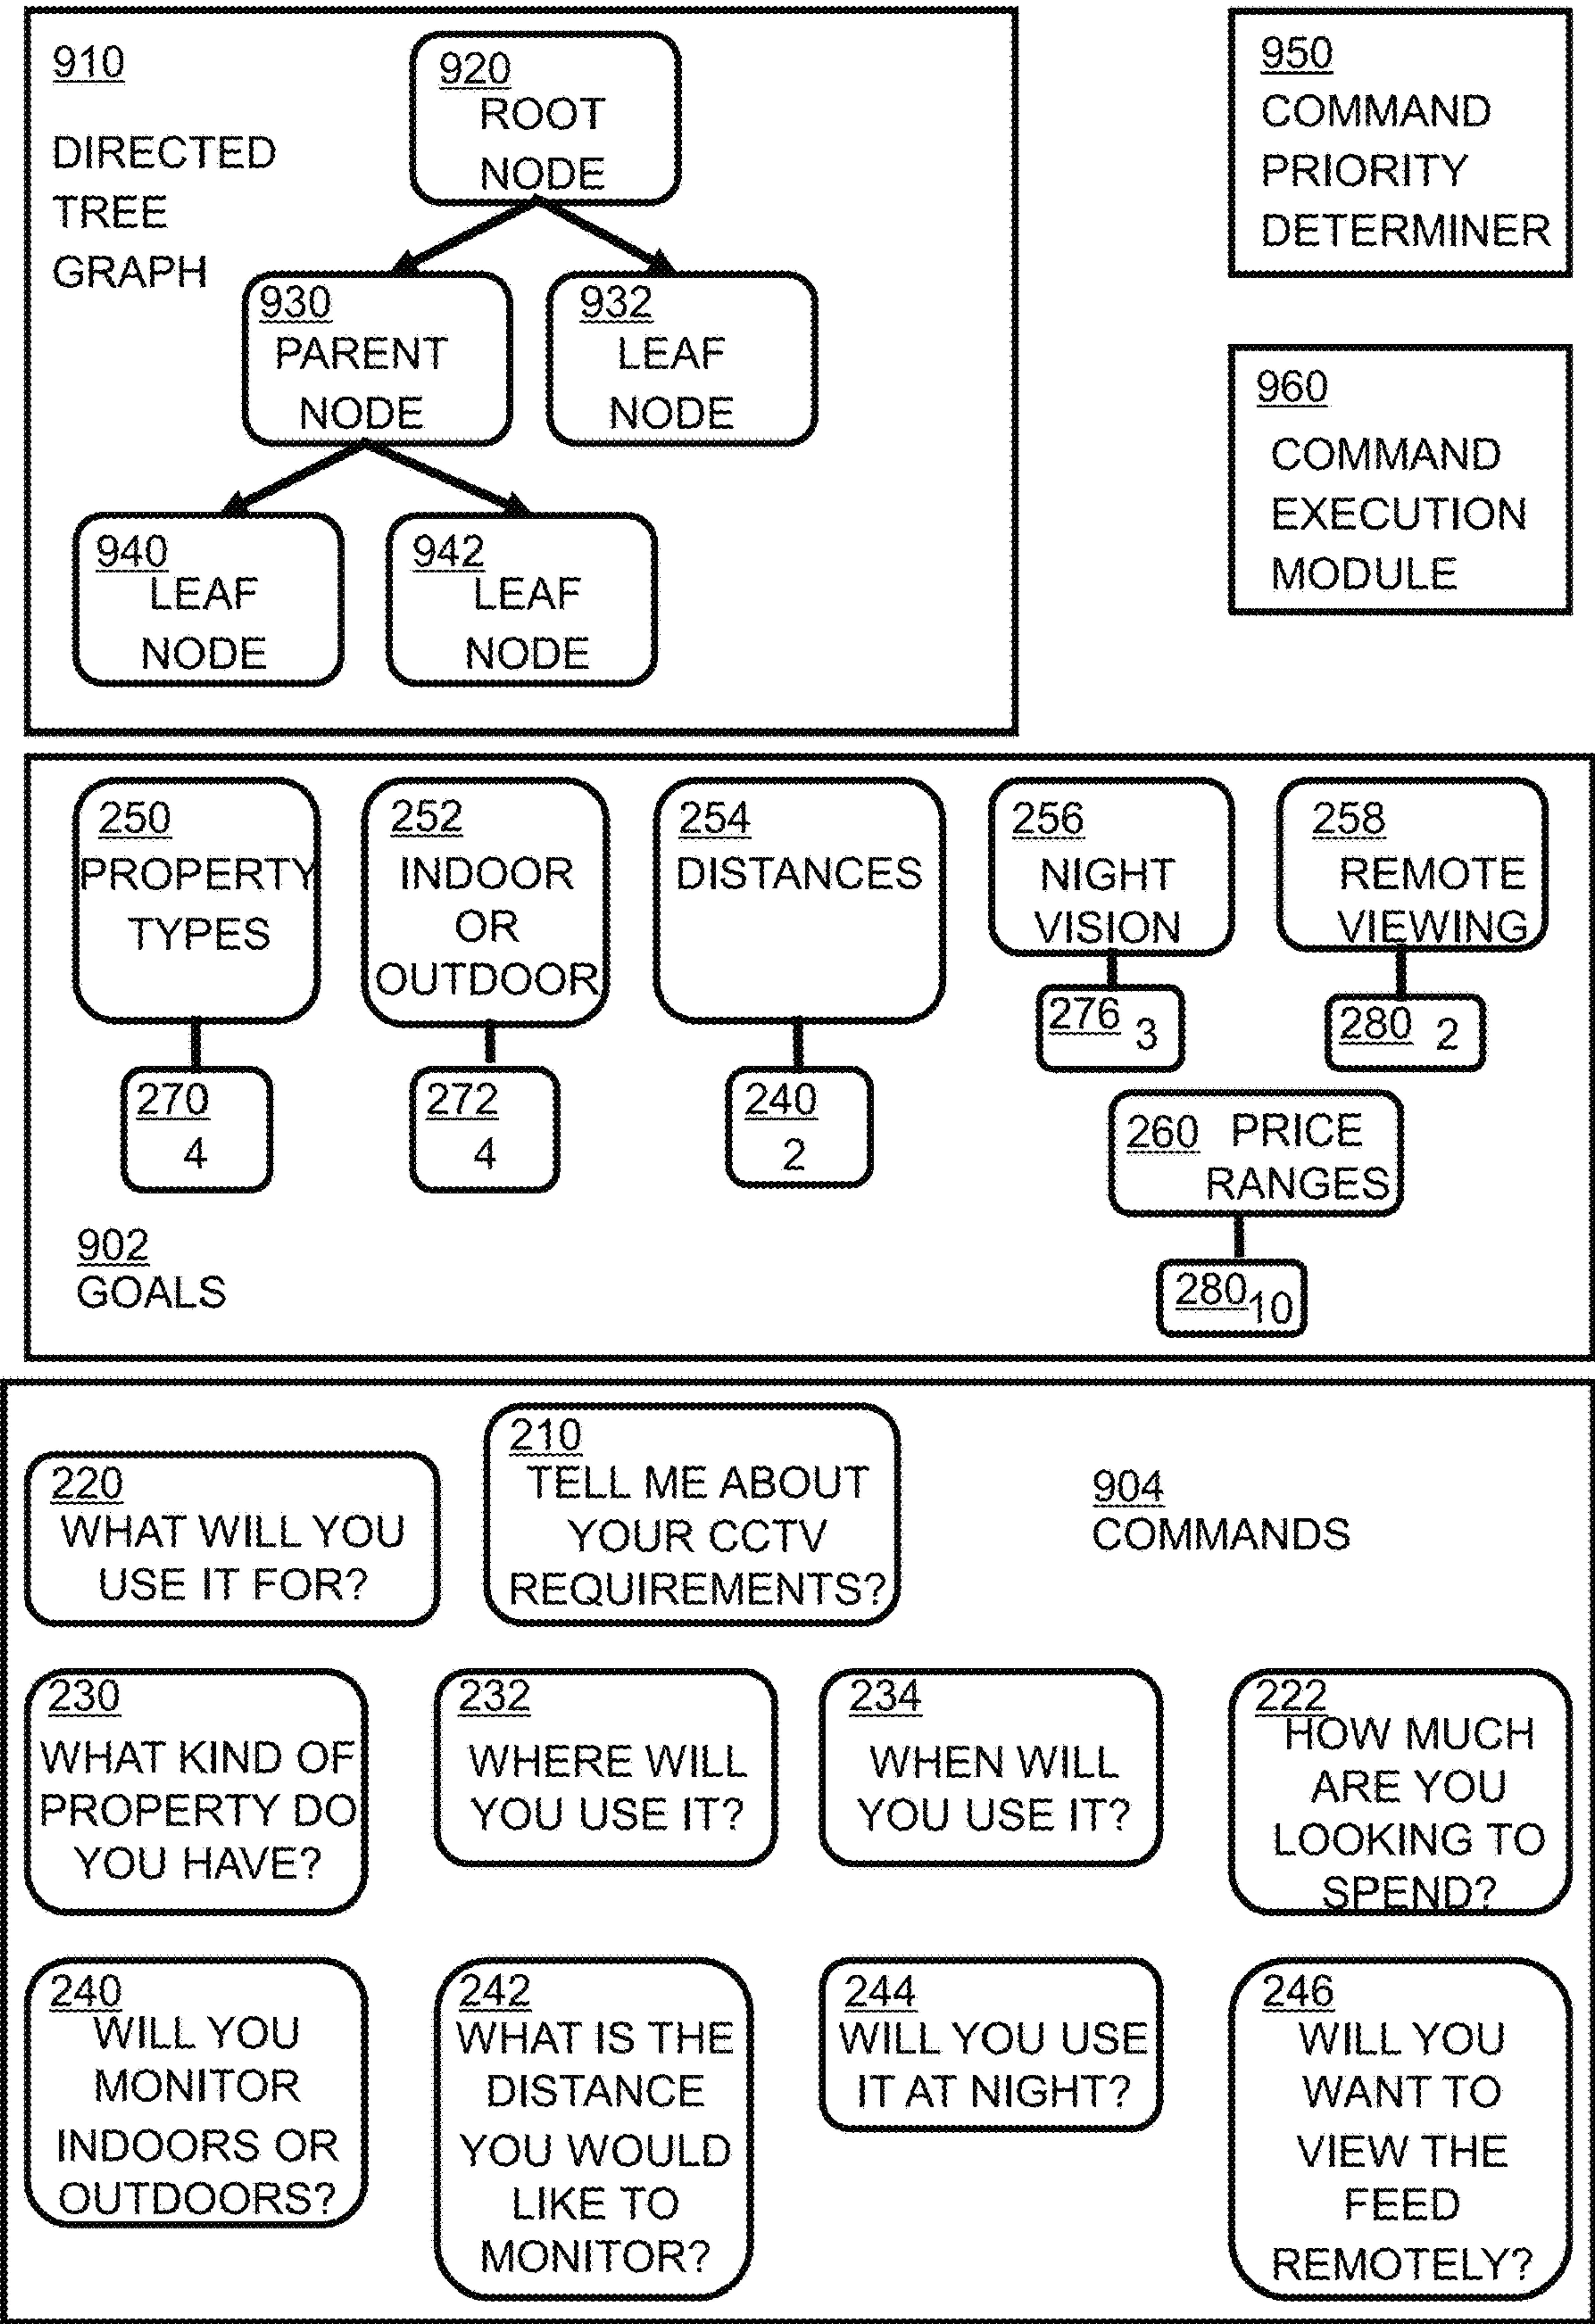 910
DIRECTED
TREE
GRAPH
920
ROOT
NODE
930
PARENT
NODE
932
LEAF
NODE
940
LEAF
NODE
942
LEAF
NODE
950
COMMAND
PRIORITY
DETERMINER
960
COMMAND
EXECUTION
MODULE
250
PROPERTY
TYPES
270
4
252
INDOOR
OR
OUTDOOR
272
4
254
DISTANCES
240
2
256
NIGHT
VISION
276 3
258
REMOTE
VIEWING
280 2
260 PRICE
RANGES
280 10
902
GOALS
220
WHAT WILL YOU
USE IT FOR?
210
TELL ME ABOUT
YOUR CCTV
REQUIREMENTS?
904
COMMANDS
230
WHAT KIND OF
PROPERTY DO
YOU HAVE?
232
WHERE WILL
YOU USE IT?
234
WHEN WILL
YOU USE IT?
222
HOW MUCH
ARE YOU
LOOKING TO
SPEND?
240
WILL YOU
MONITOR
INDOORS OR
OUTDOORS?
242
WHAT IS THE
DISTANCE
YOU WOULD
LIKE TO
MONITOR?
244
WILL YOU USE
IT AT NIGHT?
246
WILL YOU
WANT TO
VIEW THE
FEED
REMOTELY?